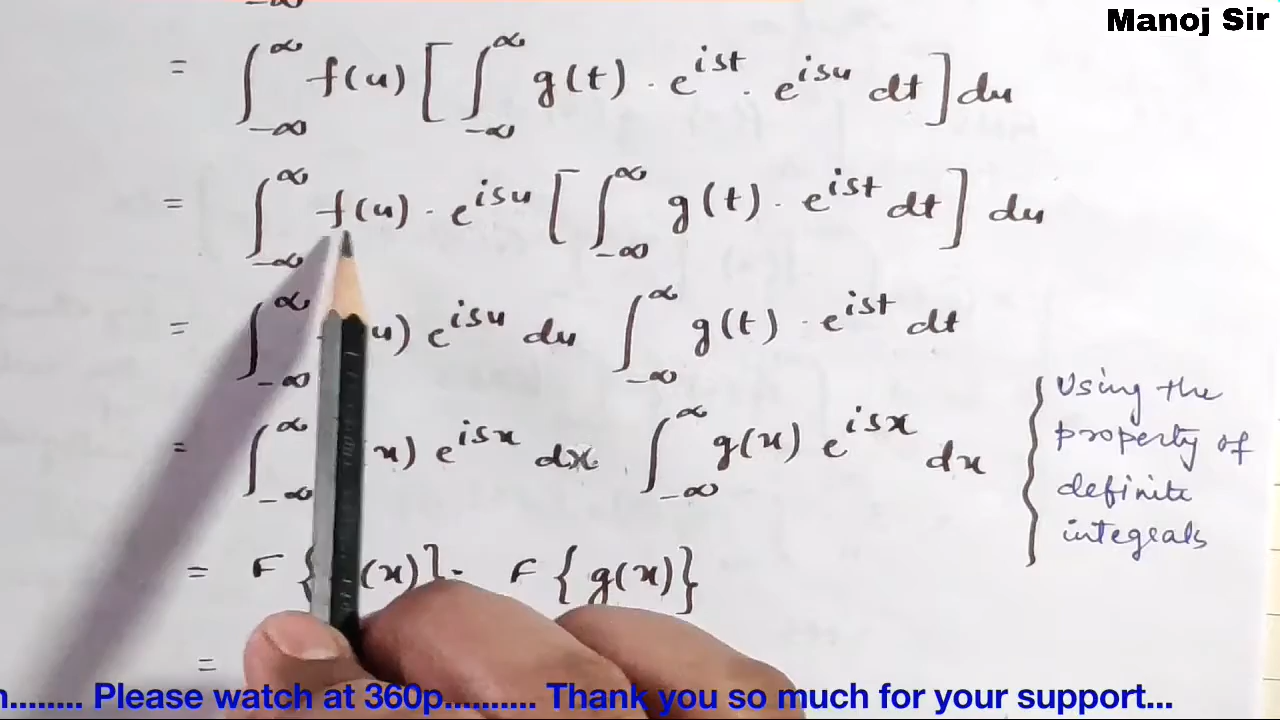 Manoj Sir
= ∫_{-∞}^{∞} f(u) [ ∫_{-∞}^{∞} g(t) · e^{ist} · e^{isu} dt ] du
= ∫_{-∞}^{∞} f(u) · e^{isu} [ ∫_{-∞}^{∞} g(t) · e^{ist} dt ] du
= ∫_{-∞}^{∞} u) e^{isu} du ∫_{-∞}^{∞} g(t) · e^{ist} dt
= ∫_{-∞}^{∞} x) e^{isx} dx ∫_{-∞}^{∞} g(x) e^{isx} dx
Using the
property of
definite
integrals
= F { (x)} · F { g(x)}
=
........ Please watch at 360p.......... Thank you so much for your support...